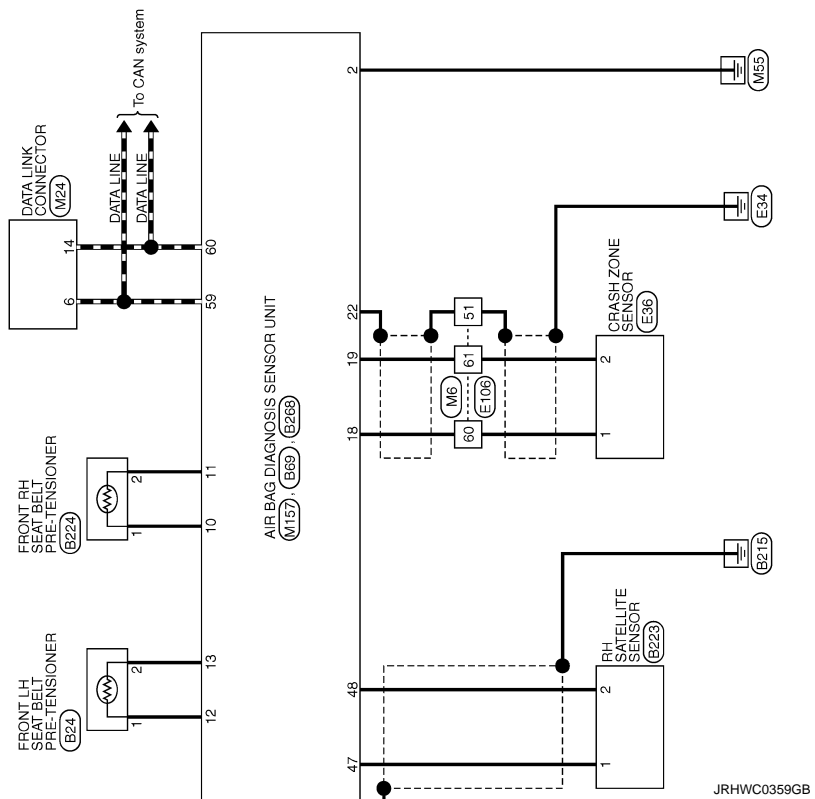 DATA LINK
CONNECTOR
M24
14
6
To CAN system
DATA LINE
DATA LINE
60
59
FRONT RH
SEAT BELT
PRE-TENSIONER
B224
2
1
11
10
FRONT LH
SEAT BELT
PRE-TENSIONER
B24
2
1
13
12
AIR BAG DIAGNOSIS SENSOR UNIT
M157 , B69 , B268
2
M55
22
19
18
51
61
60
M6
E106
E34
CRASH ZONE
SENSOR
E36
2
1
B215
48
47
RH
SATELLITE
SENSOR
B223
2
1
JRHWC0359GB